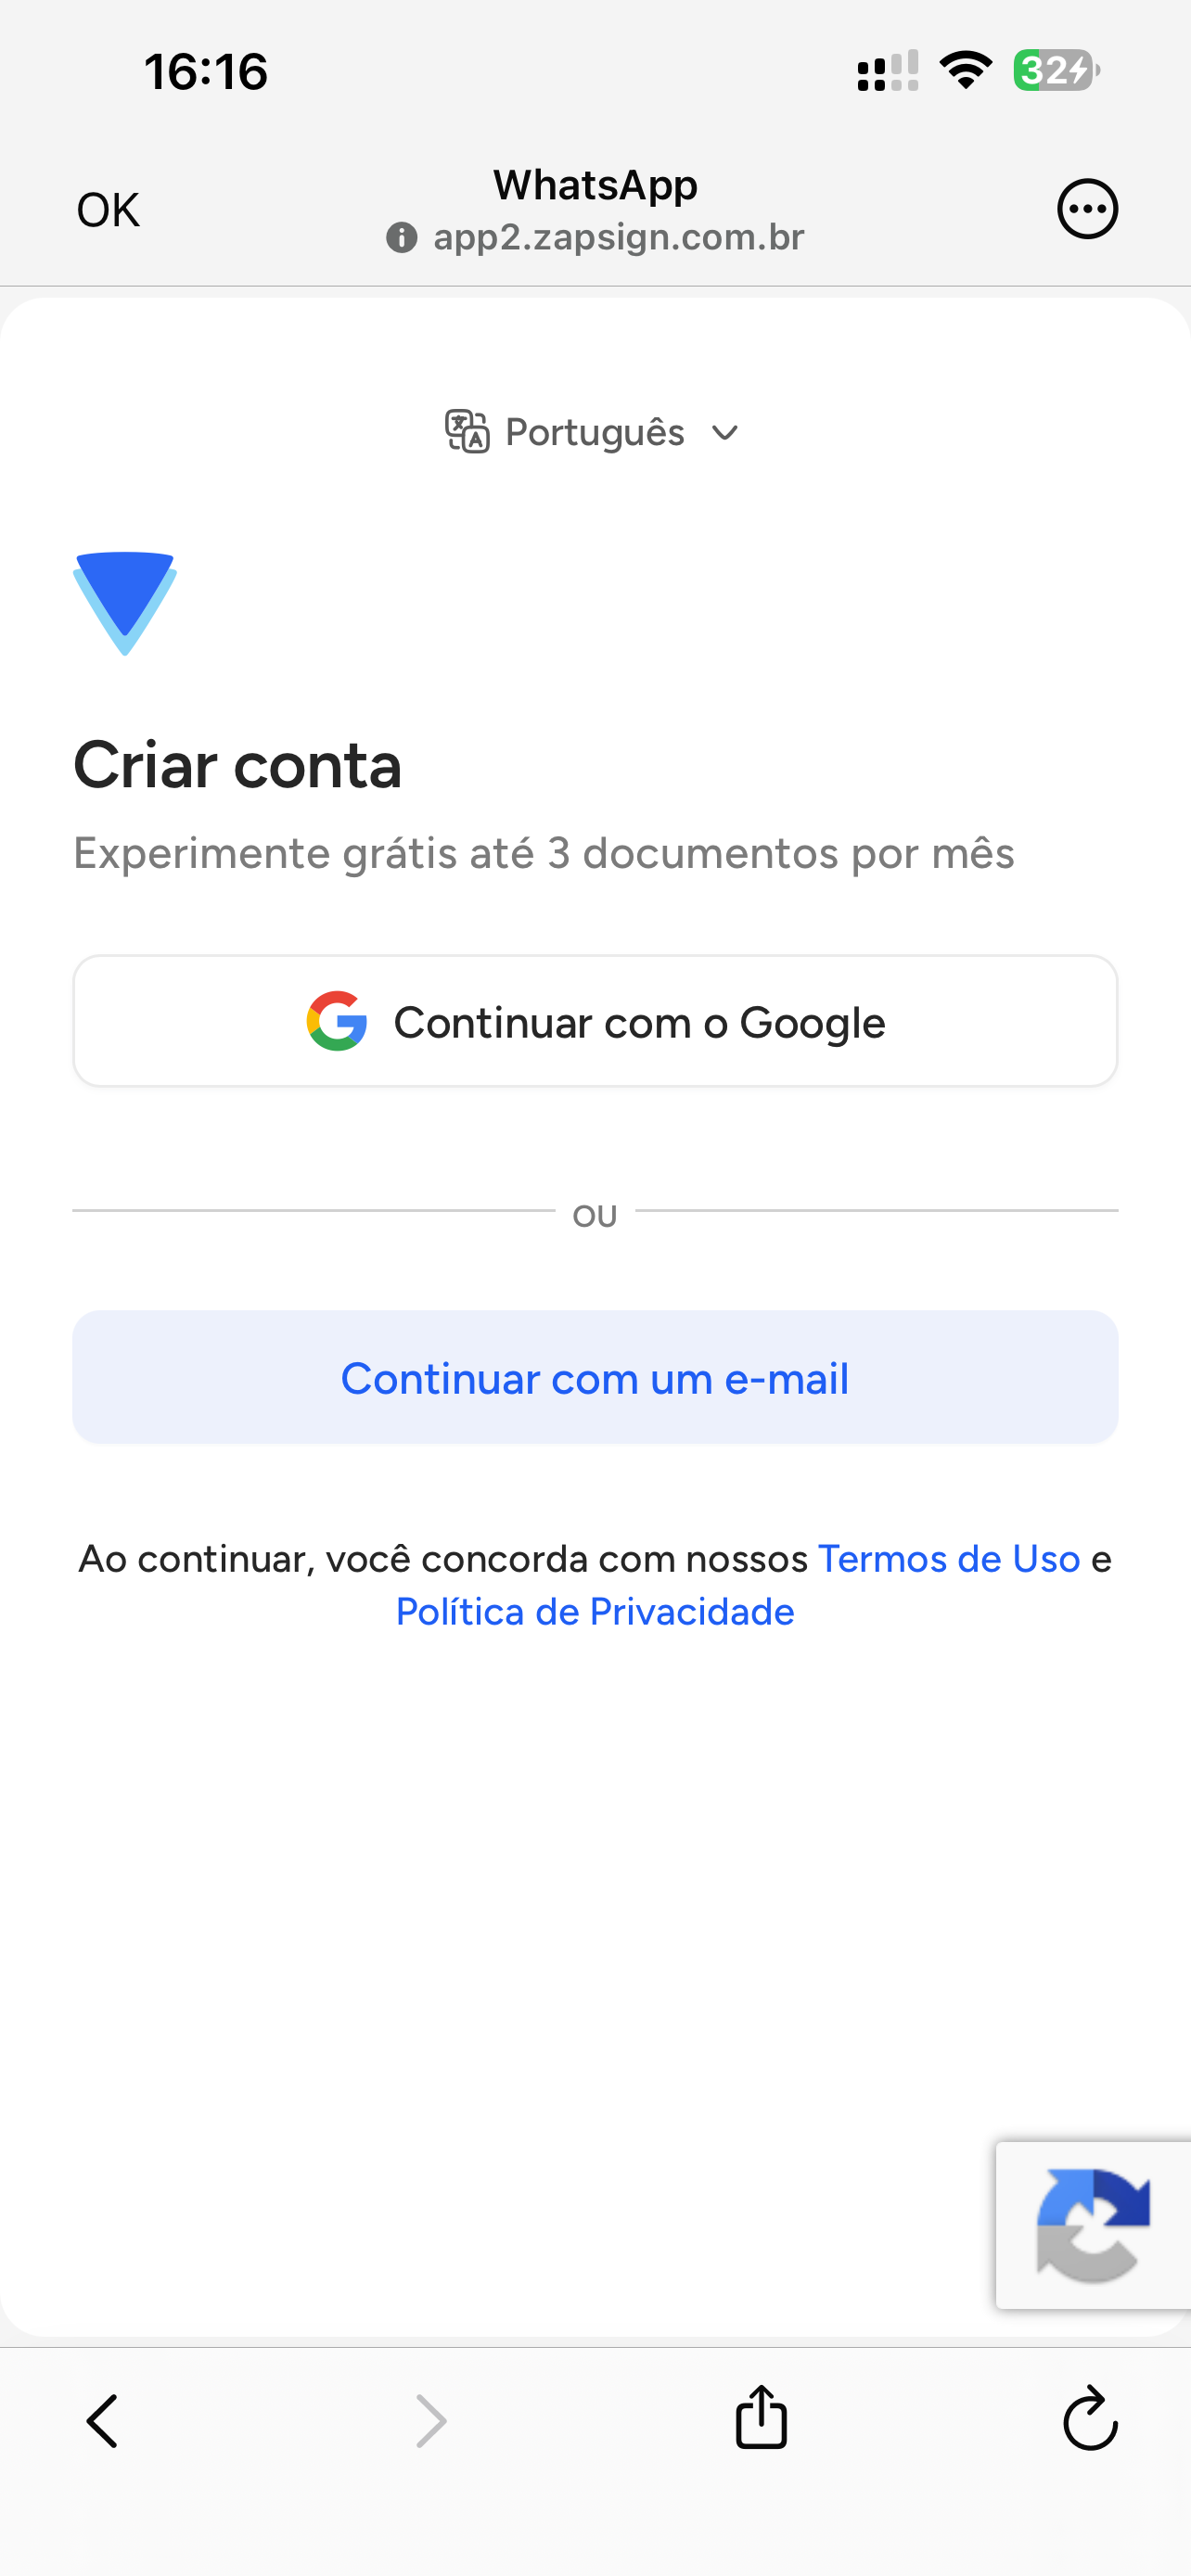 16:16
32
OK
WhatsApp
app2.zapsign.com.br
Português
Criar conta
Experimente grátis até 3 documentos por mês
Continuar com o Google
ou
Continuar com um e-mail
Ao continuar, você concorda com nossos Termos de Uso e
Política de Privacidade